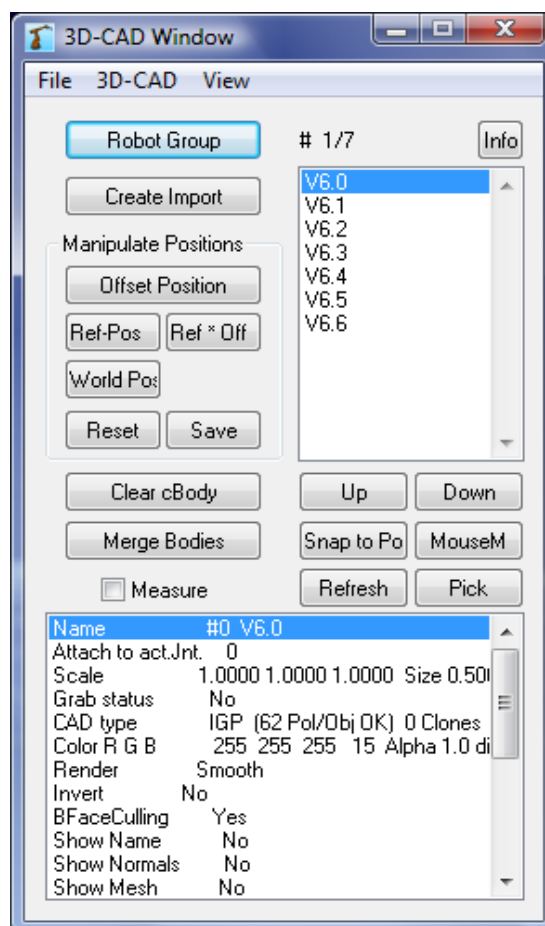 3D-CAD Window
File 3D-CAD View
Robot Group # 1/7 Info
Create Import
V6.0
V6.1
V6.2
V6.3
V6.4
V6.5
V6.6
Manipulate Positions
Offset Position
Ref-Pos Ref * Off
World Pos
Reset Save
Clear cBody Up Down
Merge Bodies Snap to Po MouseM
Measure Refresh Pick
Name #0 V6.0
Attach to act.Jnt. 0
Scale 1.0000 1.0000 1.0000 Size 0.500
Grab status No
CAD type IGP (62 Pol/Obj OK) 0 Clones
Color R G B 255 255 255 15 Alpha 1.0 di
Render Smooth
Invert No
BFaceCulling Yes
Show Name No
Show Normals No
Show Mesh No